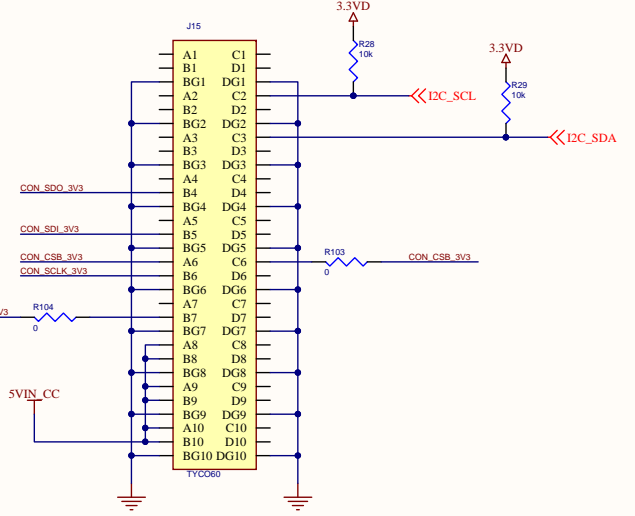 3.3VD
J15
R28
10k
3.3VD
A1 C1
B1 D1
BG1 DG1
R29
10k
A2 C2 I2C_SCL
B2 D2
BG2 DG2
A3 C3 I2C_SDA
B3 D3
BG3 DG3
A4 C4
CON_SDO_3V3 B4 D4
BG4 DG4
A5 C5
CON_SDI_3V3 B5 D5
BG5 DG5
R103
CON_CSB_3V3 A6 C6 CON_CSB_3V3
0
CON_SCLK_3V3 B6 D6
BG6 DG6
A7 C7
R104
V3 B7 D7
0
BG7 DG7
A8 C8
B8 D8
BG8 DG8
A9 C9
5VIN_CC
B9 D9
BG9 DG9
A10 C10
B10 D10
BG10 DG10
TYCO60